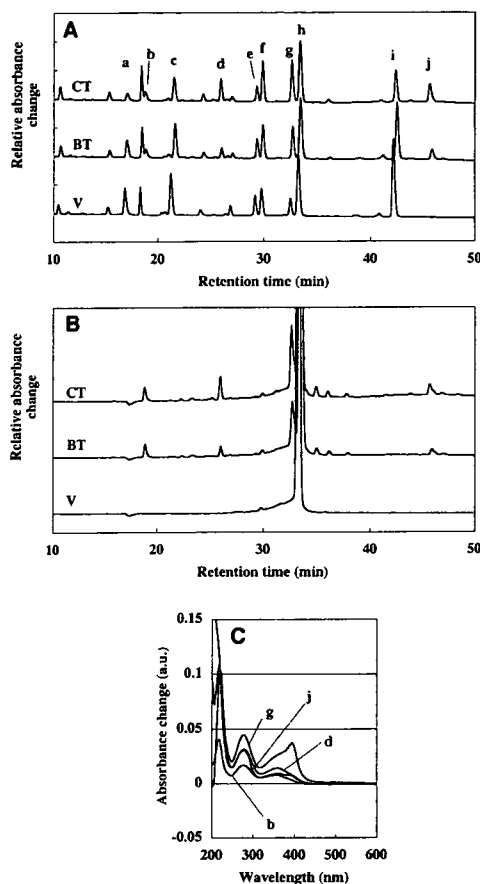 A
a b c d e f g h i j
CT
BT
V
Relative absorbance
change
10 20 30 40 50
Retention time (min)
B
CT
BT
V
Relative absorbance
change
10 20 30 40 50
Retention time (min)
C
0.15
0.1
0.05
0
-0.05
Absorbance change (a.u.)
g
j
d
b
200 300 400 500 600
Wavelength (nm)